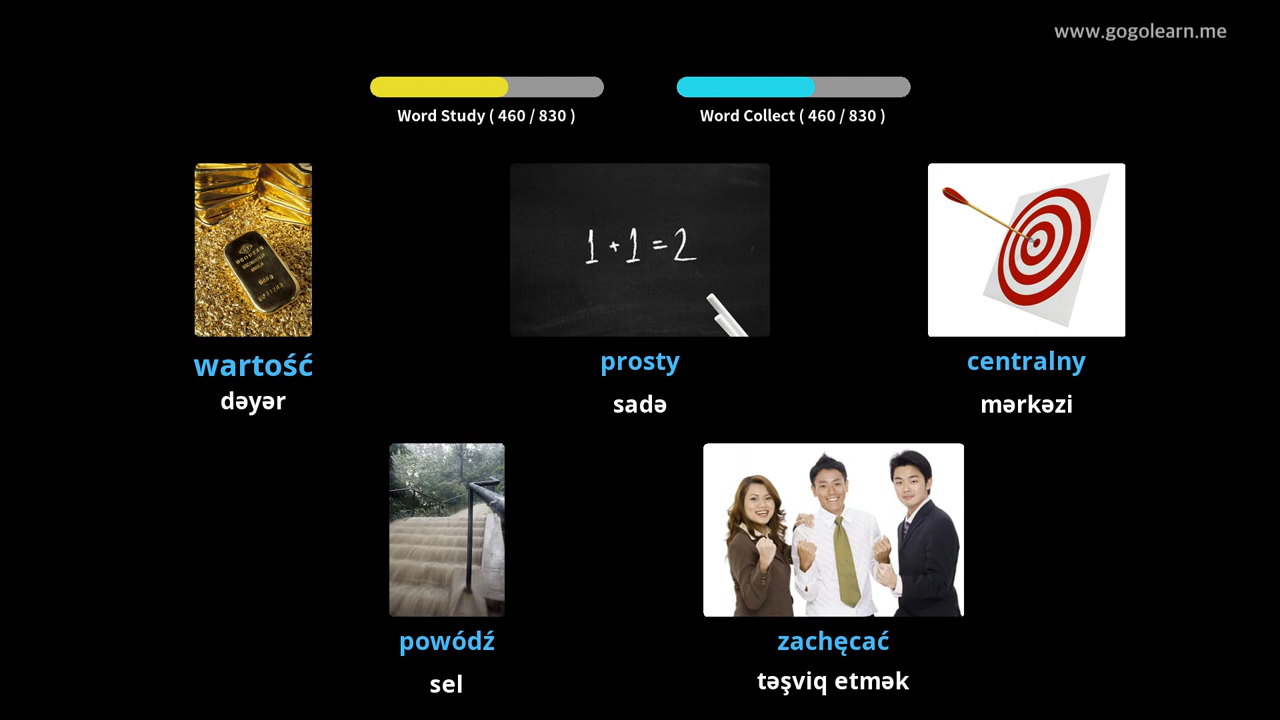 www.gogolearn.me
Word Study ( 460 / 830 )
Word Collect ( 460 / 830 )
1 + 1 = 2
wartość
dəyər
prosty
sadə
centralny
mərkəzi
powódź
sel
zachęcać
təşviq etmək